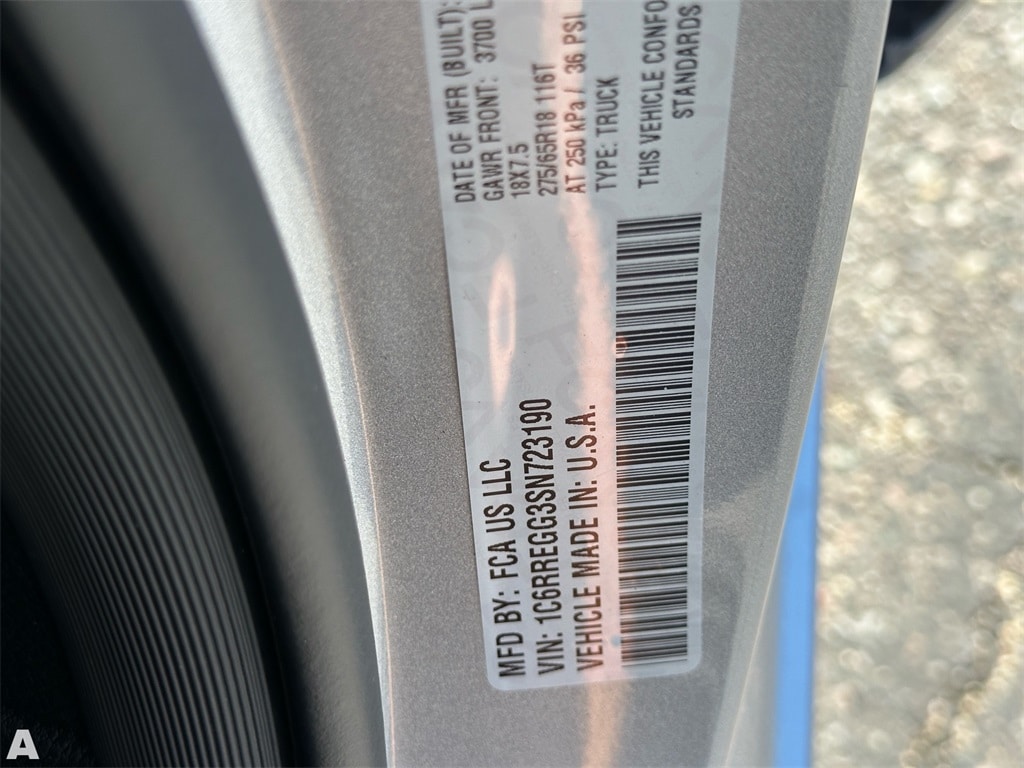 MFD BY: FCA US LLC
VIN: 1C6RREGG3SN723190
VEHICLE MADE IN: U.S.A.
DATE OF MFR (BUILT):
GAWR FRONT: 3700 L
18X7.5
275/65R18 116T
AT 250 kPa / 36 PSI
TYPE: TRUCK
THIS VEHICLE CONFO
STANDARDS
A